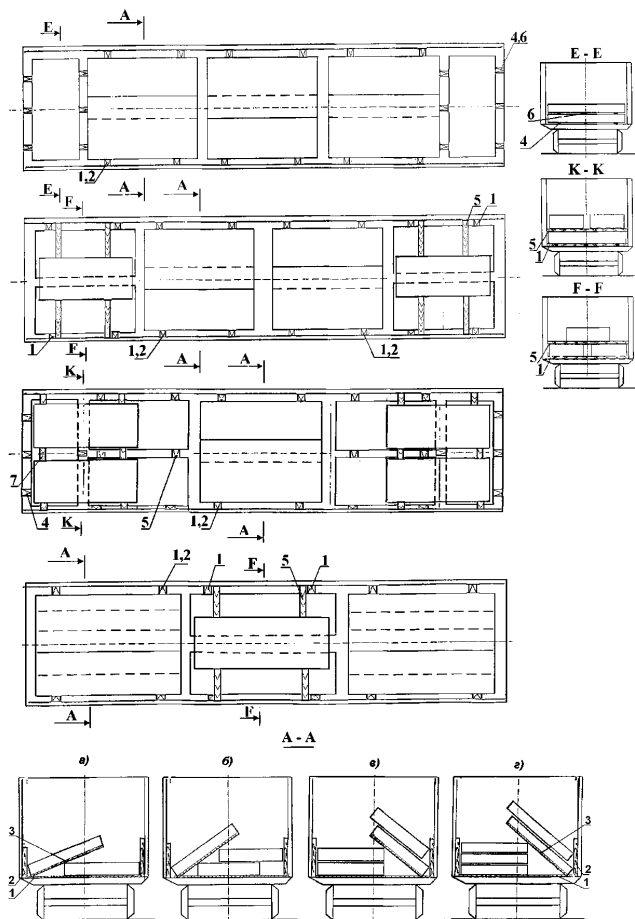 E A
4,6
E - E
6
4
1,2
E A A
F
5 1
K - K
5
1
F - F
5
1
1 F 1,2 A A 1,2
K
7
4 5 1,2
K A
A 1,2 1 F 5 1
A F
A - A
а) б) в) г)
3 3
2 2
1 1